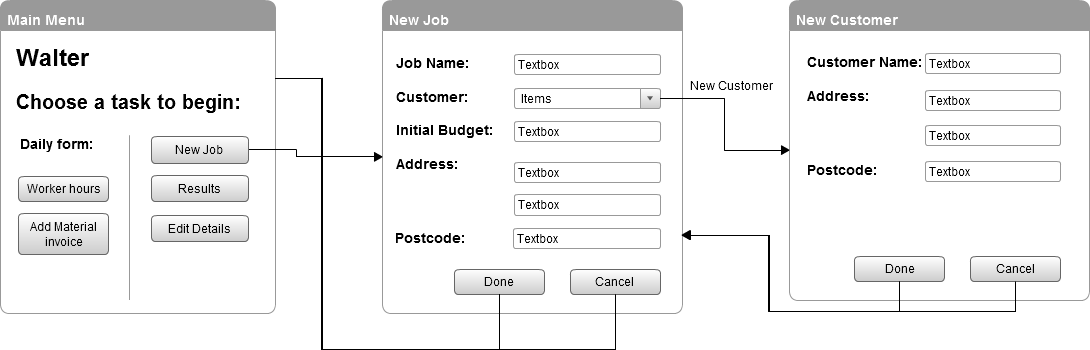 Main Menu
Walter
Choose a task to begin:
Daily form:
Worker hours
Add Material
invoice
New Job
Results
Edit Details
New Job
Job Name: Textbox
Customer: Items
Initial Budget: Textbox
Address: Textbox
Textbox
Postcode: Textbox
Done Cancel
New Customer
New Customer
Customer Name: Textbox
Address: Textbox
Textbox
Postcode: Textbox
Done Cancel